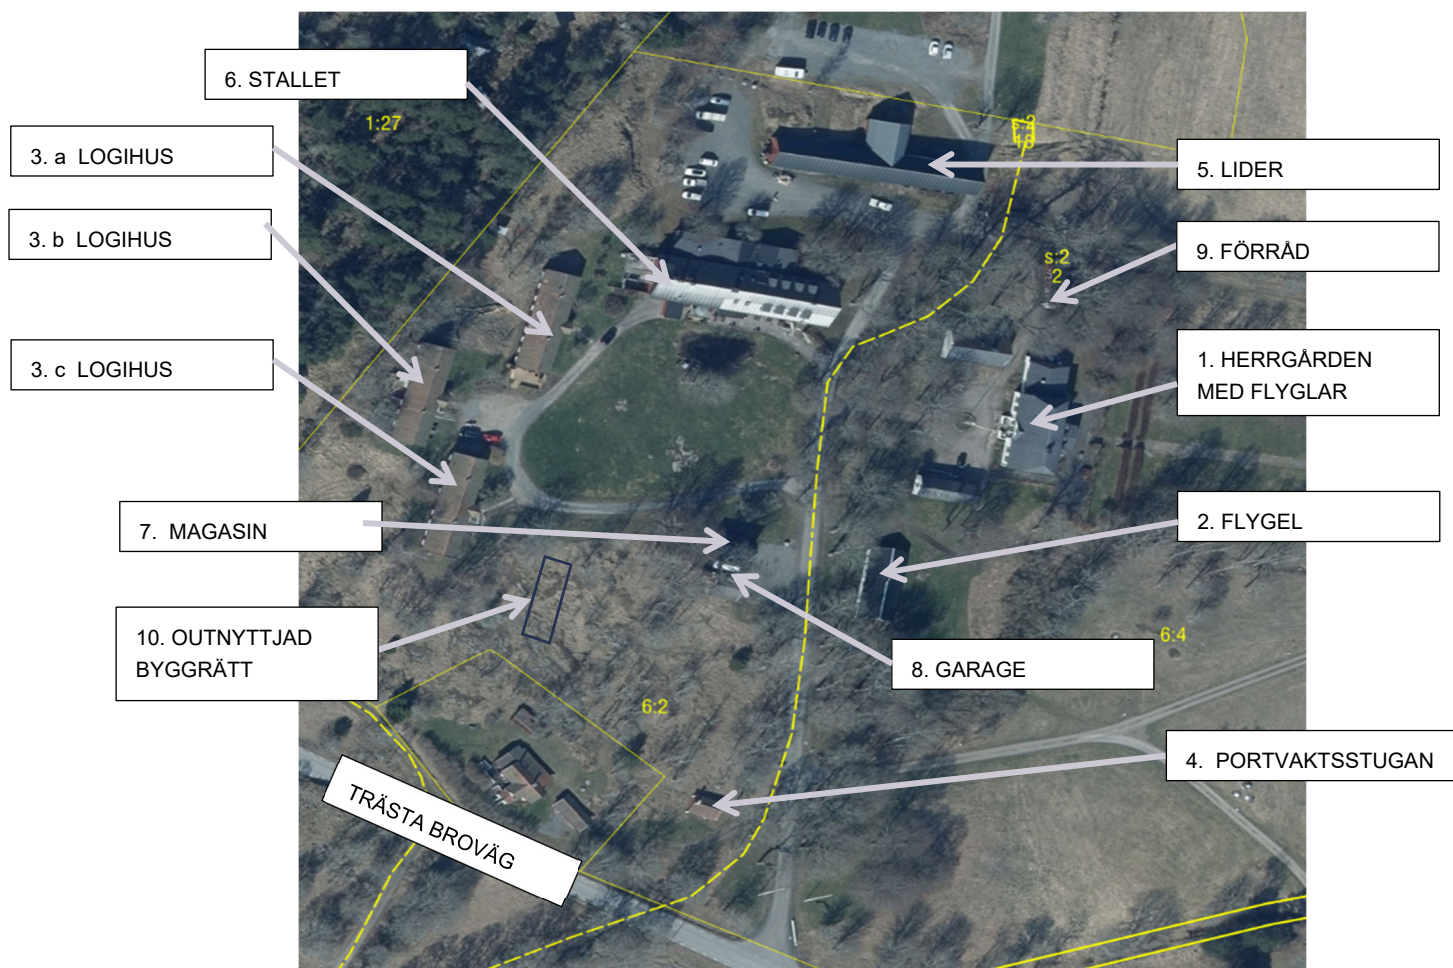 6. STALLET
1:27
s:2
3. a LOGIHUS
5. LIDER
3. b LOGIHUS
9. FÖRRÅD
s:2
2
1. HERRGÅRDEN
MED FLYGLAR
3. c LOGIHUS
7. MAGASIN
2. FLYGEL
10. OUTNYTTJAD
BYGGRÄTT
6:4
8. GARAGE
6:2
4. PORTVAKTSSTUGAN
TRÄSTA BROVÄG